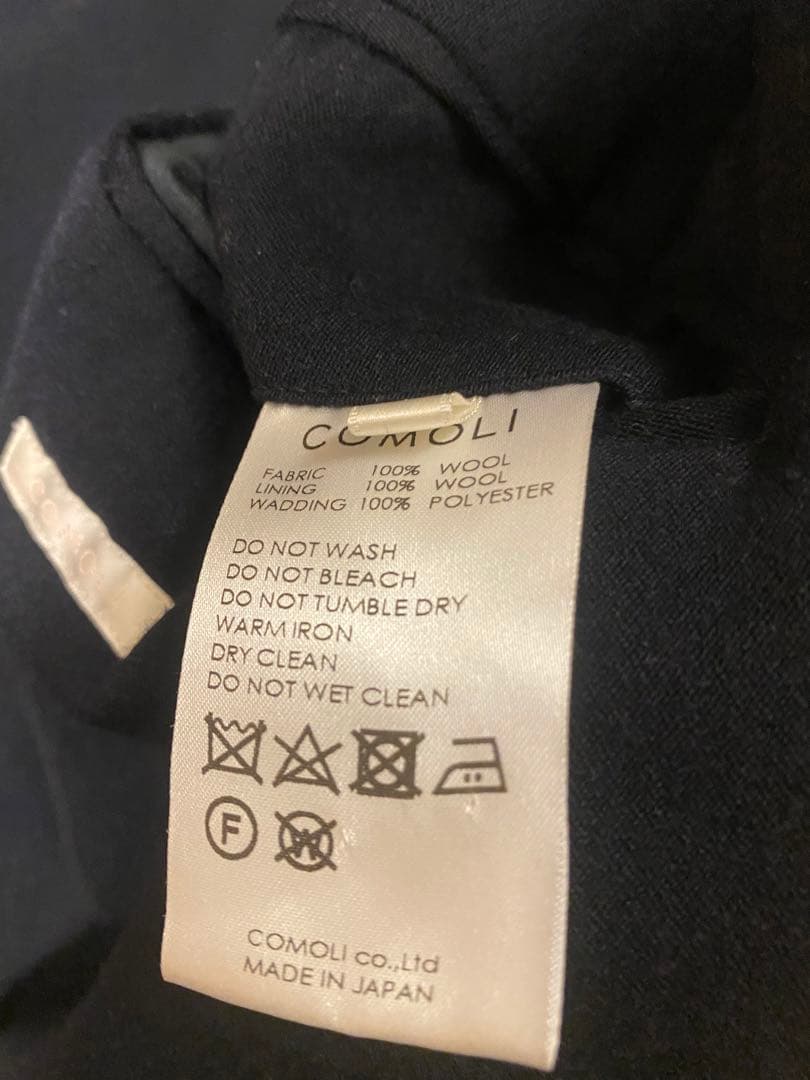 COMOLI
FABRIC 100% WOOL
LINING 100% WOOL
WADDING 100% POLYESTER
DO NOT WASH
DO NOT BLEACH
DO NOT TUMBLE DRY
WARM IRON
DRY CLEAN
DO NOT WET CLEAN
F W
COMOLI co.,Ltd
MADE IN JAPAN